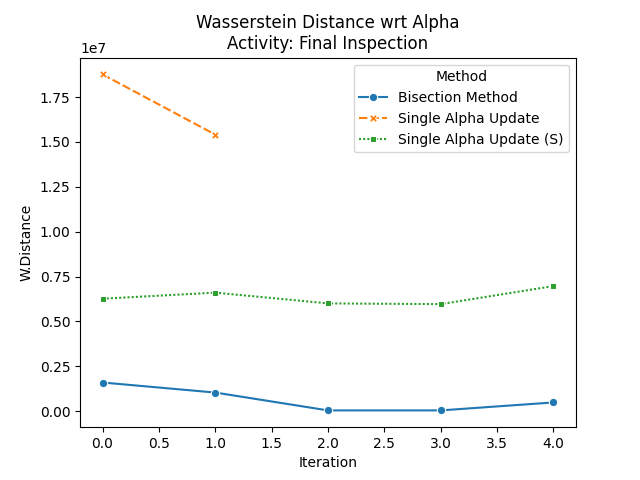 Wasserstein Distance wrt Alpha
Activity: Final Inspection
1e7
Method
Bisection Method
Single Alpha Update
Single Alpha Update (S)
W.Distance
1.75
1.50
1.25
1.00
0.75
0.50
0.25
0.00
0.0 0.5 1.0 1.5 2.0 2.5 3.0 3.5 4.0
Iteration